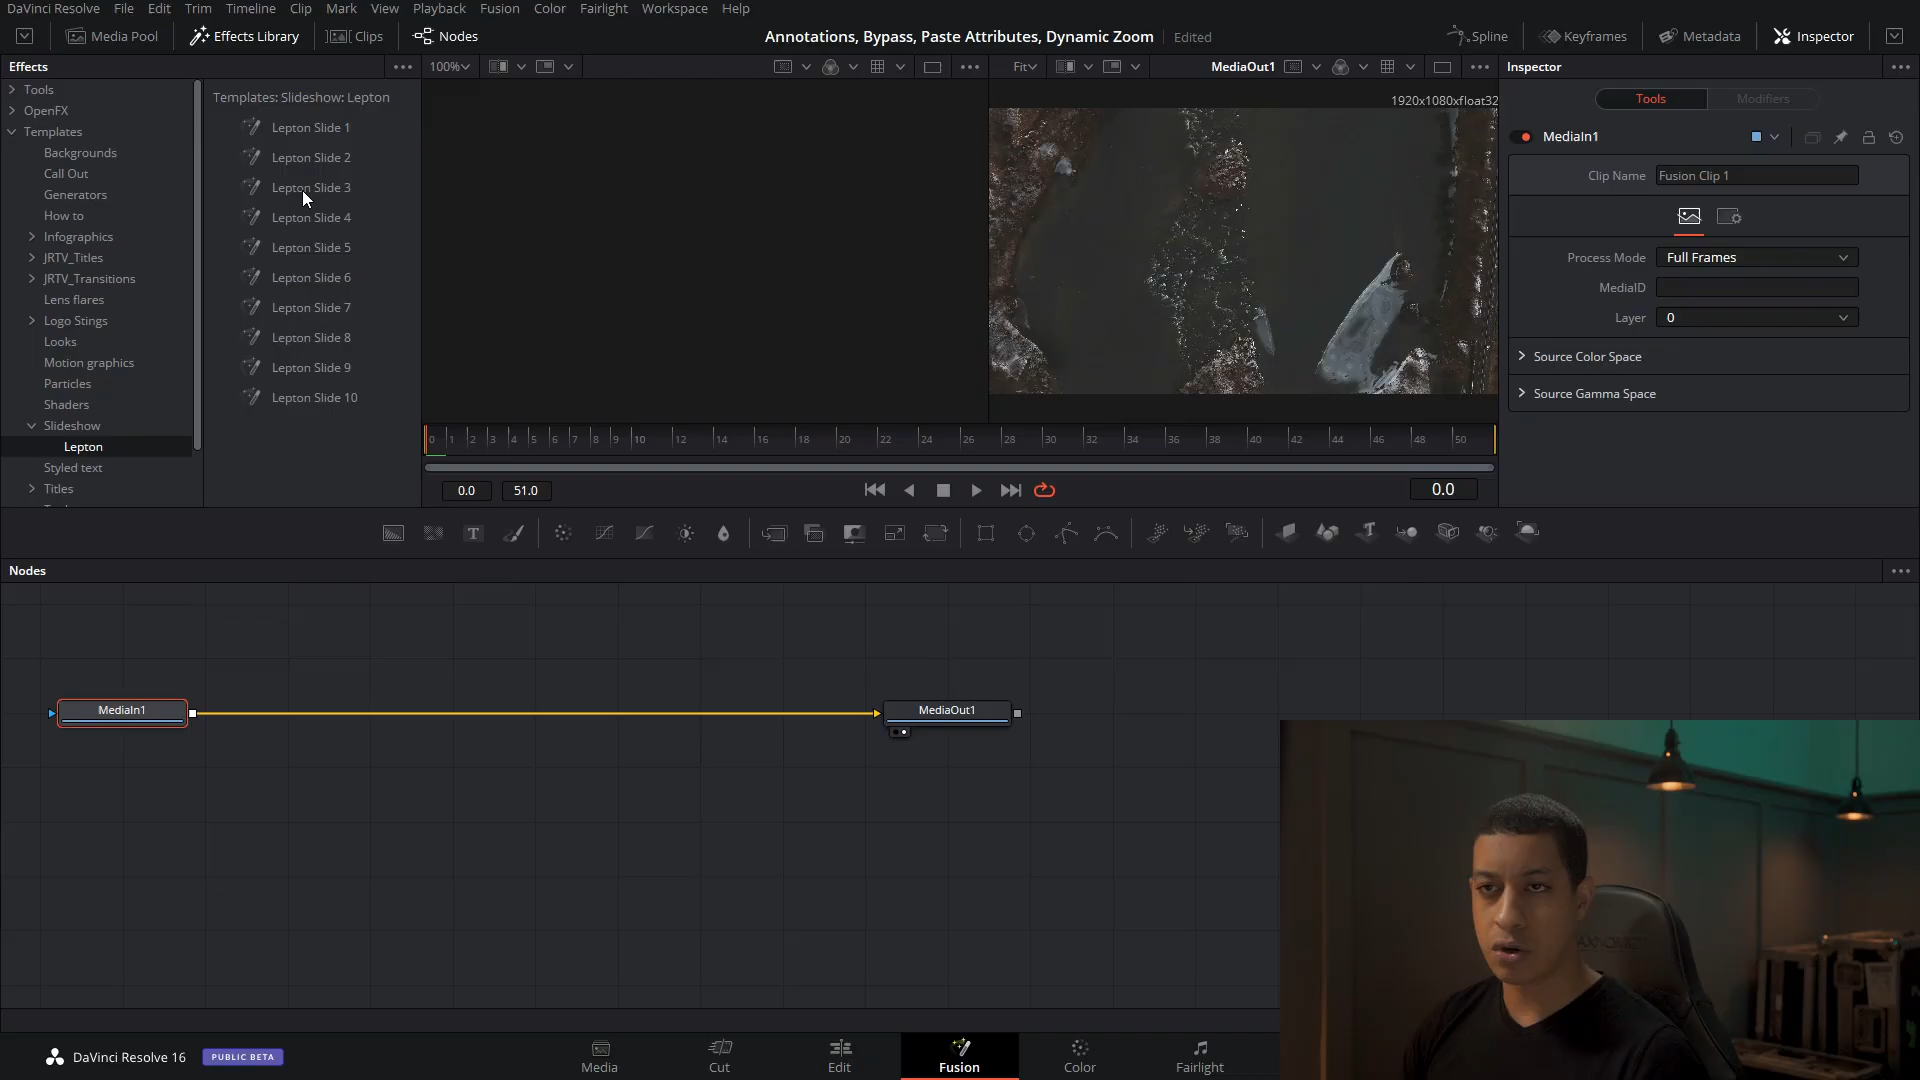 DaVinci Resolve File Edit Trim Timeline Clip Mark View Playback Fusion Color Fairlight Workspace Help
Media Pool Effects Library Clips Nodes Annotations, Bypass, Paste Attributes, Dynamic Zoom Edited Spline Keyframes Metadata Inspector
Effects
100%
Fit
MediaOut1
Inspector
Tools
OpenFX
Templates
Backgrounds
Call Out
Generators
How to
Infographics
JRTV_Titles
JRTV_Transitions
Lens flares
Logo Stings
Looks
Motion graphics
Particles
Shaders
Slideshow
Lepton
Styled text
Titles
Templates: Slideshow: Lepton
Lepton Slide 1
Lepton Slide 2
Lepton Slide 3
Lepton Slide 4
Lepton Slide 5
Lepton Slide 6
Lepton Slide 7
Lepton Slide 8
Lepton Slide 9
Lepton Slide 10
1920x1080xfloat32
0 1 2 3 4 5 6 7 8 9 10 12 14 16 18 20 22 24 26 28 30 32 34 36 38 40 42 44 46 48 50
0.0 51.0 0.0
Tools Modifiers
MediaIn1
Clip Name Fusion Clip 1
Process Mode Full Frames
MediaID
Layer 0
Source Color Space
Source Gamma Space
T
T
Nodes
MediaIn1
MediaOut1
DaVinci Resolve 16 PUBLIC BETA
Media Cut Edit Fusion Color Fairlight